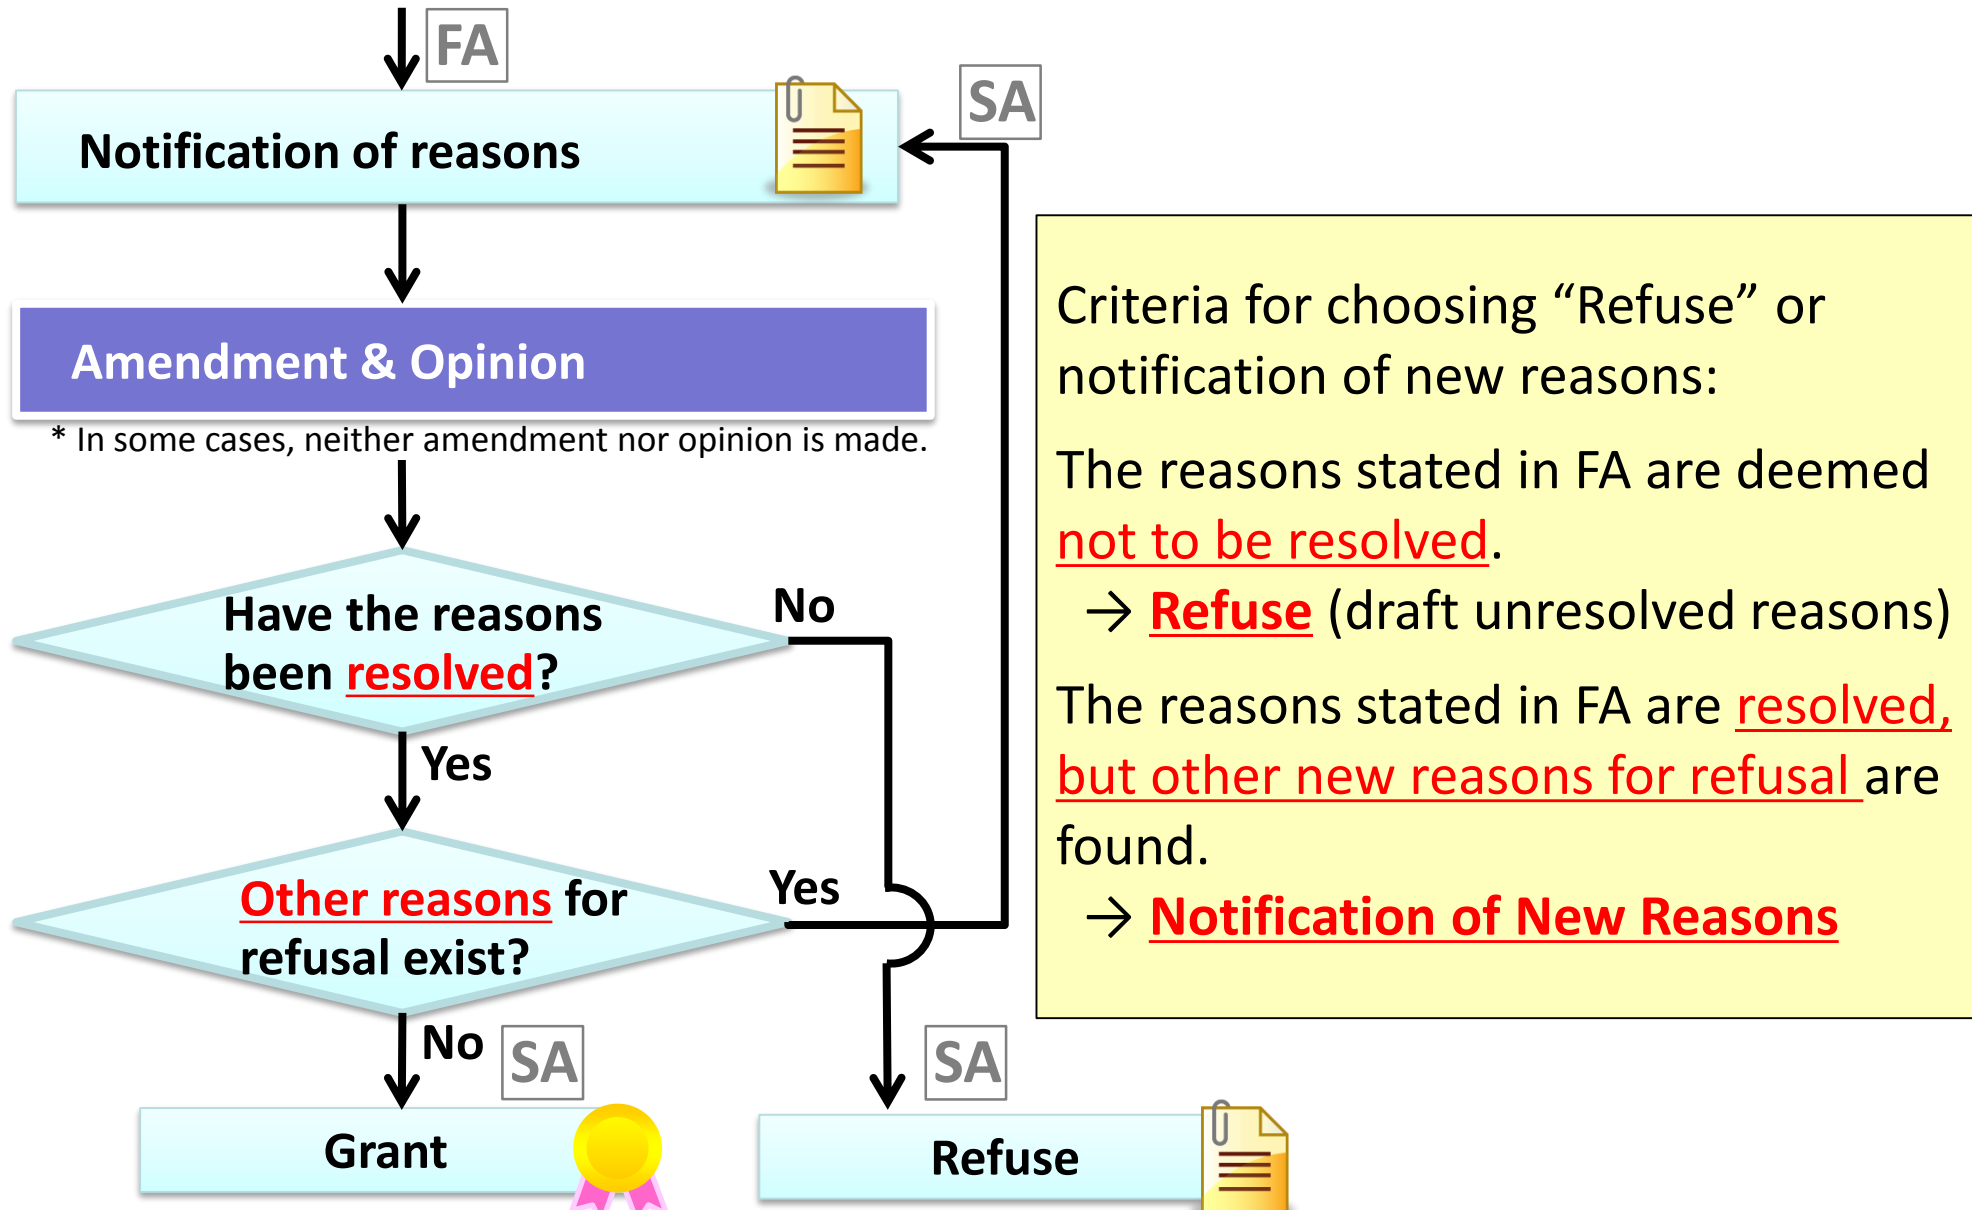 FA
SA
Notification of reasons
Amendment & Opinion
* In some cases, neither amendment nor opinion is made.
Have the reasons
been resolved?
No
Yes
Other reasons for
refusal exist?
Yes
No
SA
SA
Grant
Refuse
Criteria for choosing “Refuse” or
notification of new reasons:
The reasons stated in FA are deemed
not to be resolved.
→ Refuse (draft unresolved reasons)
The reasons stated in FA are resolved,
but other new reasons for refusal are
found.
→ Notification of New Reasons